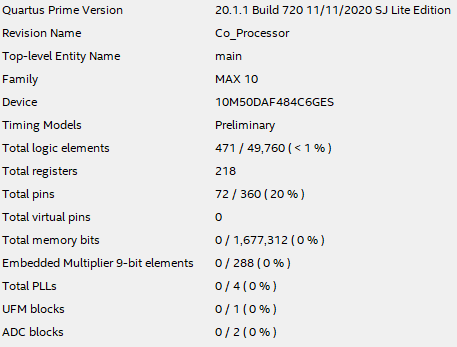 Quartus Prime Version 20.1.1 Build 720 11/11/2020 SJ Lite Edition
Revision Name Co_Processor
Top-level Entity Name main
Family MAX 10
Device 10M50DAF484C6GES
Timing Models Preliminary
Total logic elements 471 / 49,760 ( < 1 % )
Total registers 218
Total pins 72 / 360 ( 20 % )
Total virtual pins 0
Total memory bits 0 / 1,677,312 ( 0 % )
Embedded Multiplier 9-bit elements 0 / 288 ( 0 % )
Total PLLs 0 / 4 ( 0 % )
UFM blocks 0 / 1 ( 0 % )
ADC blocks 0 / 2 ( 0 % )